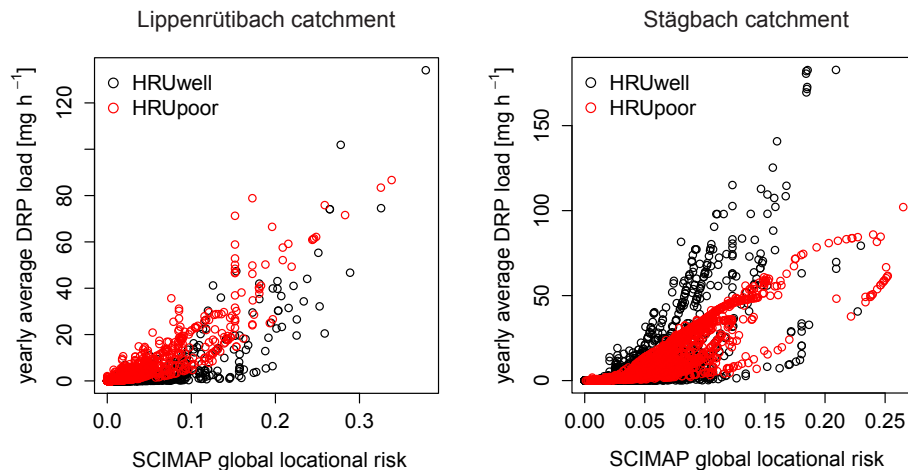 Lippenrütibach catchment
yearly average DRP load [mg h⁻¹]
120
80
60
40
20
0
HRUwell
HRUpoor
0.0 0.1 0.2 0.3
SCIMAP global locational risk
Stägbach catchment
yearly average DRP load [mg h⁻¹]
150
100
50
0
HRUwell
HRUpoor
0.00 0.05 0.10 0.15 0.20 0.25
SCIMAP global locational risk